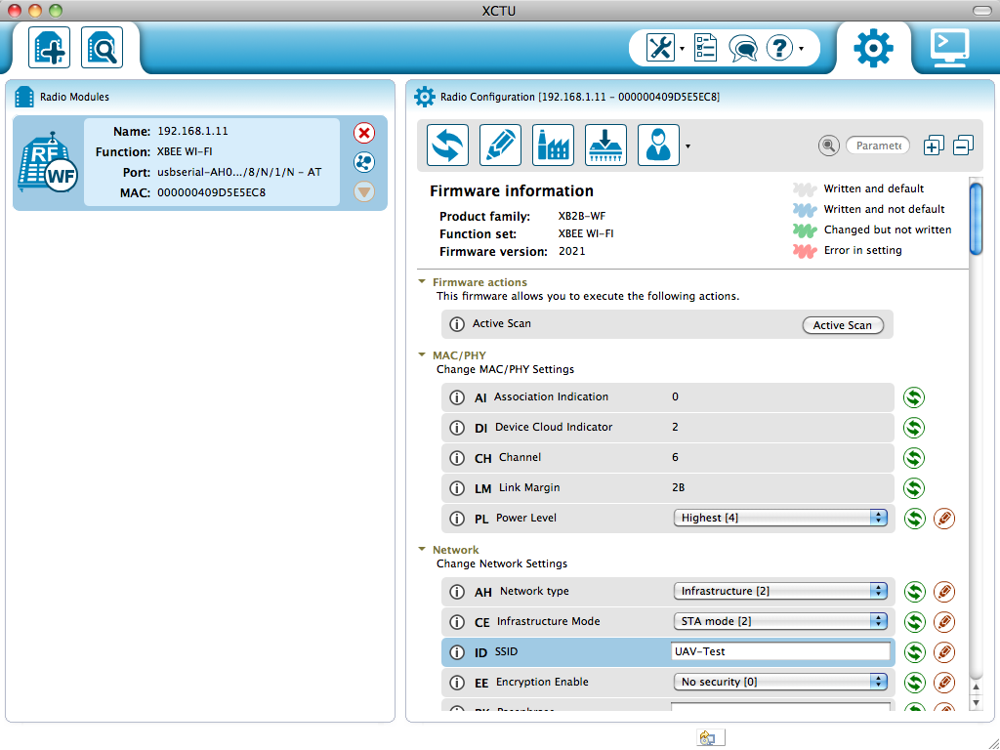 XCTU
Radio Modules
Name: 192.168.1.11
Function: XBEE WI-FI
Port: usbserial-AH0.../8/N/1/N - AT
MAC: 000000409D5E5EC8
RF
WF
Radio Configuration [192.168.1.11 - 000000409D5E5EC8]
Paramete
Firmware information
Product family: XB2B-WF
Function set: XBEE WI-FI
Firmware version: 2021
Written and default
Written and not default
Changed but not written
Error in setting
Firmware actions
This firmware allows you to execute the following actions.
i Active Scan Active Scan
MAC/PHY
Change MAC/PHY Settings
i AI Association Indication 0
i DI Device Cloud Indicator 2
i CH Channel 6
i LM Link Margin 2B
i PL Power Level Highest [4]
Network
Change Network Settings
i AH Network type Infrastructure [2]
i CE Infrastructure Mode STA mode [2]
i ID SSID UAV-Test
i EE Encryption Enable No security [0]